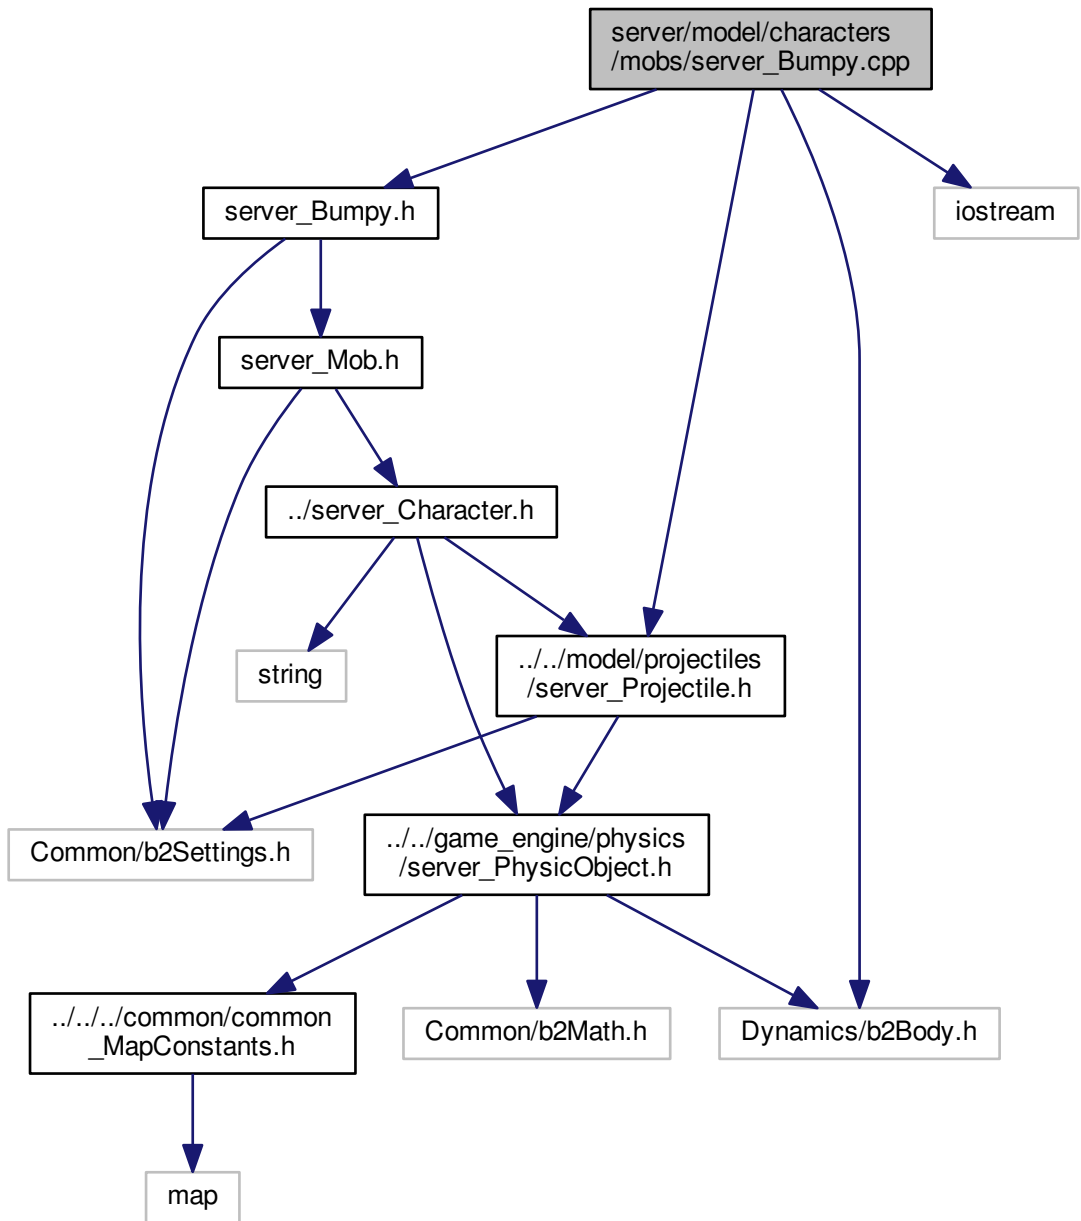 server/model/characters
/mobs/server_Bumpy.cpp
server_Bumpy.h
iostream
server_Mob.h
../server_Character.h
string
../../model/projectiles
/server_Projectile.h
Common/b2Settings.h
../../game_engine/physics
/server_PhysicObject.h
../../../common/common
_MapConstants.h
Common/b2Math.h
Dynamics/b2Body.h
map